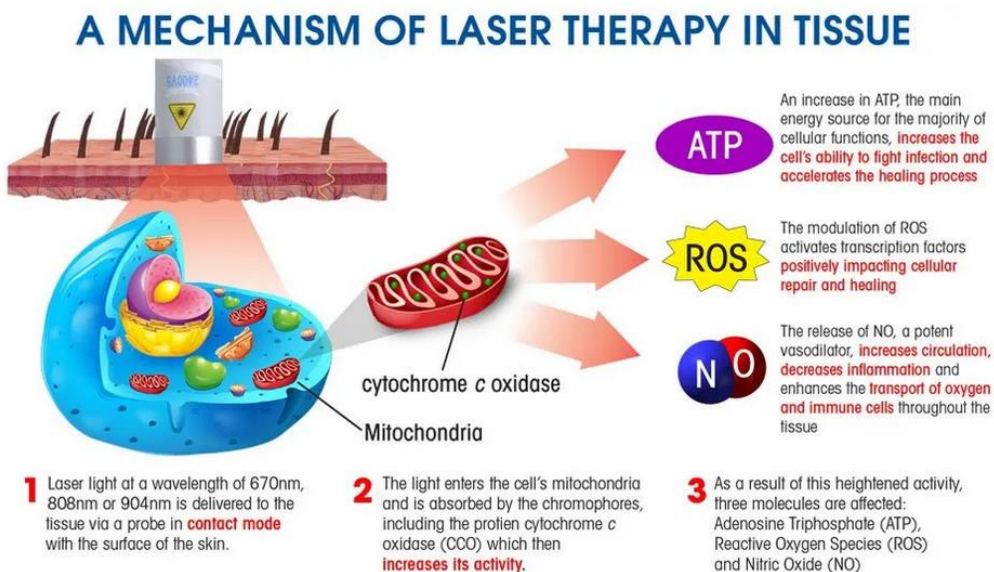 A MECHANISM OF LASER THERAPY IN TISSUE
ATP
An increase in ATP, the main
energy source for the majority of
cellular functions, increases the
cell's ability to fight infection and
accelerates the healing process
ROS
The modulation of ROS
activates transcription factors
positively impacting cellular
repair and healing
NO
The release of NO, a potent
vasodilator, increases circulation,
decreases inflammation and
enhances the transport of oxygen
and immune cells throughout the
tissue
cytochrome c oxidase
Mitochondria
1 Laser light at a wavelength of 670nm,
808nm or 904nm is delivered to the
tissue via a probe in contact mode
with the surface of the skin.
2 The light enters the cell's mitochondria
and is absorbed by the chromophores,
including the protien cytochrome c
oxidase (CCO) which then
increases its activity.
3 As a result of this heightened activity,
three molecules are affected:
Adenosine Triphosphate (ATP),
Reactive Oxygen Species (ROS)
and Nitric Oxide (NO)